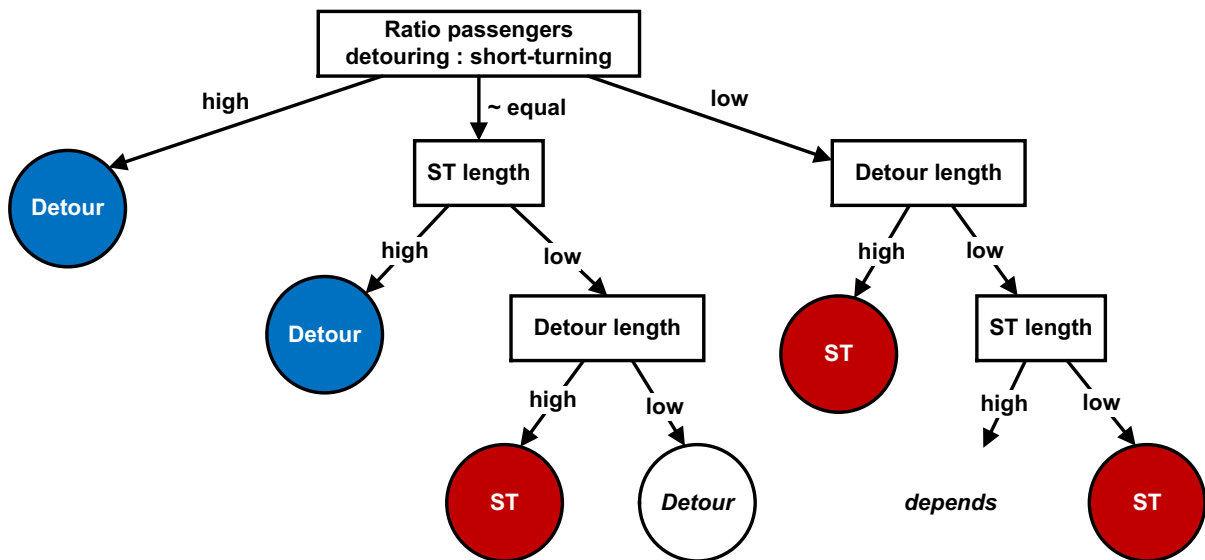 Ratio passengers
detouring : short-turning
high
~ equal
low
ST length
Detour length
Detour
high
low
high
low
Detour
Detour length
ST
ST length
high
low
high
low
ST
Detour
depends
ST